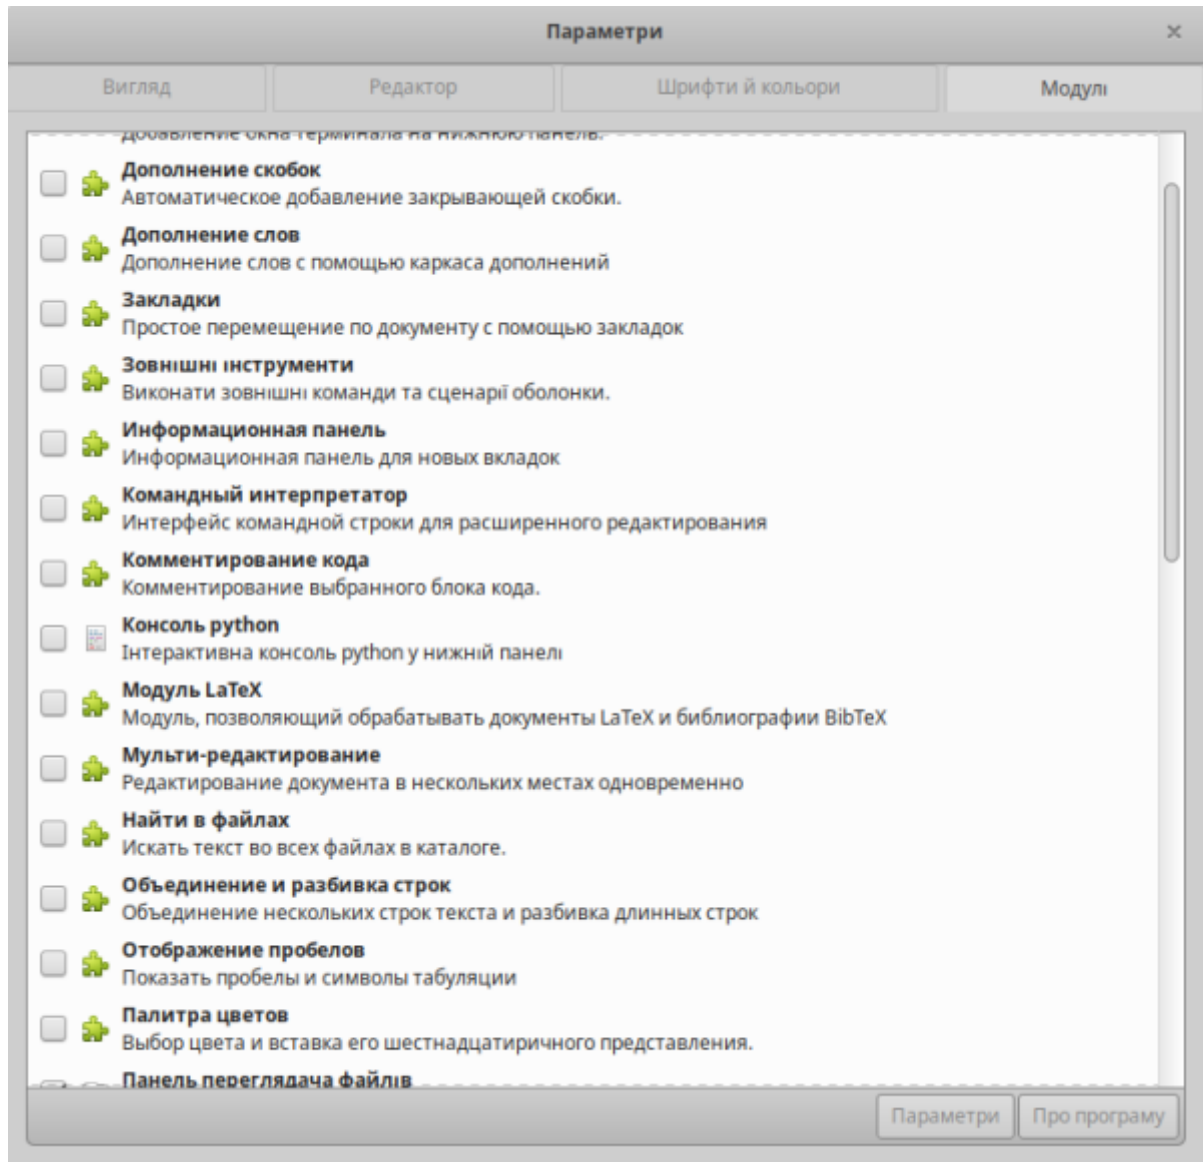 Параметри
Вигляд
Редактор
Шрифти й кольори
Модулі
Добавление окна терминала на нижнюю панель.
Дополнение скобок
Автоматическое добавление закрывающей скобки.
Дополнение слов
Дополнение слов с помощью каркаса дополнений
Закладки
Простое перемещение по документу с помощью закладок
Зовнішні інструменти
Виконати зовнішні команди та сценарії оболонки.
Информационная панель
Информационная панель для новых вкладок
Командный интерпретатор
Интерфейс командной строки для расширенного редактирования
Комментирование кода
Комментирование выбранного блока кода.
Консоль python
Інтерактивна консоль python у нижній панелі
Модуль LaTeX
Модуль, позволяющий обрабатывать документы LaTeX и библиографии BibTeX
Мульти-редактирование
Редактирование документа в нескольких местах одновременно
Найти в файлах
Искать текст во всех файлах в каталоге.
Объединение и разбивка строк
Объединение нескольких строк текста и разбивка длинных строк
Отображение пробелов
Показать пробелы и символы табуляции
Палитра цветов
Выбор цвета и вставка его шестнадцатиричного представления.
Панель переглядача файлів
Параметри
Про програму